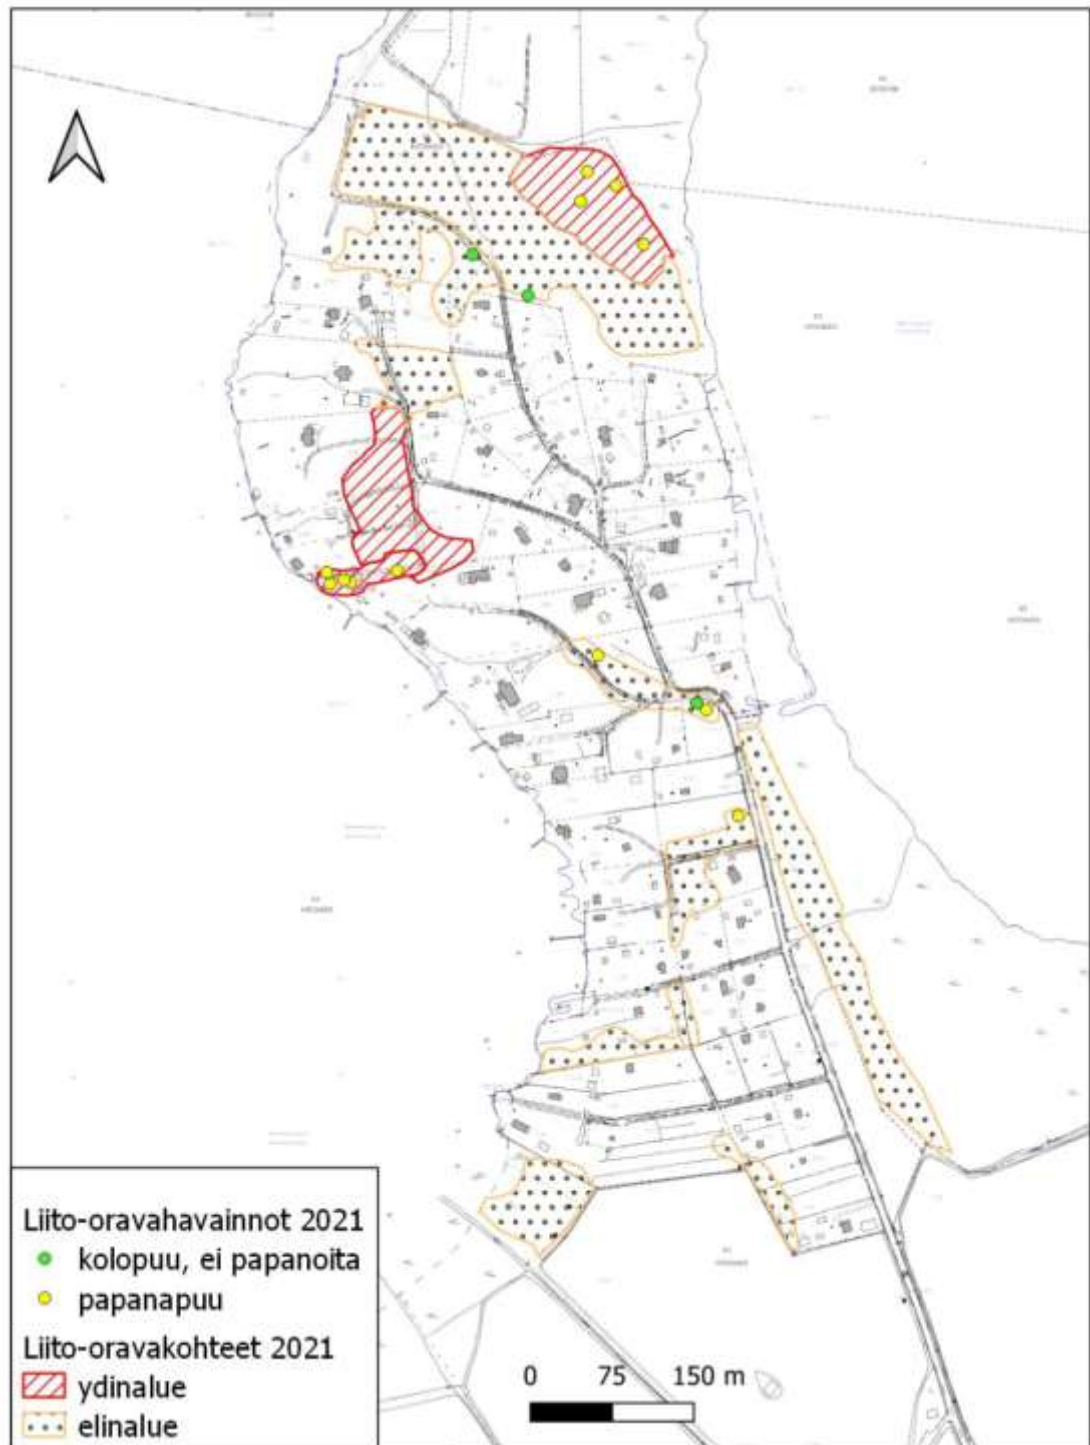 Liito-oravahavainnot 2021
kolopuu, ei papanoita
papanapuu
Liito-oravakohteet 2021
ydinalue
elinalue
0 75 150 m